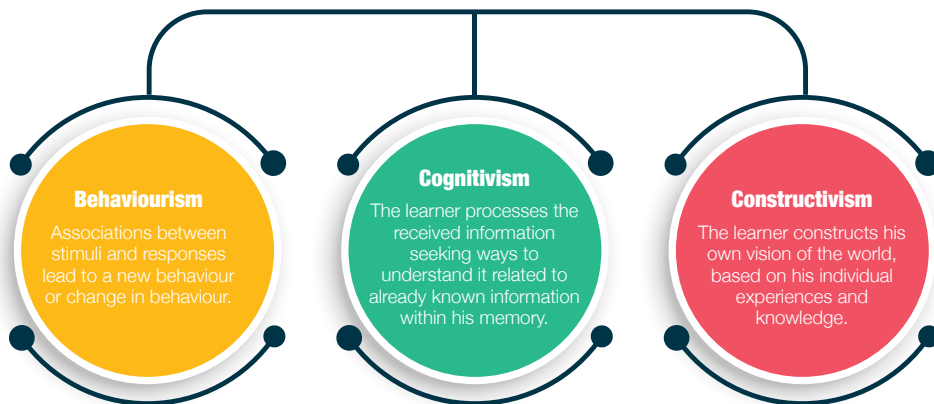 Behaviourism
Associations between
stimuli and responses
lead to a new behaviour
or change in behaviour.
Cognitivism
The learner processes the
received information
seeking ways to
understand it related to
already known information
within his memory.
Constructivism
The learner constructs his
own vision of the world,
based on his individual
experiences and
knowledge.